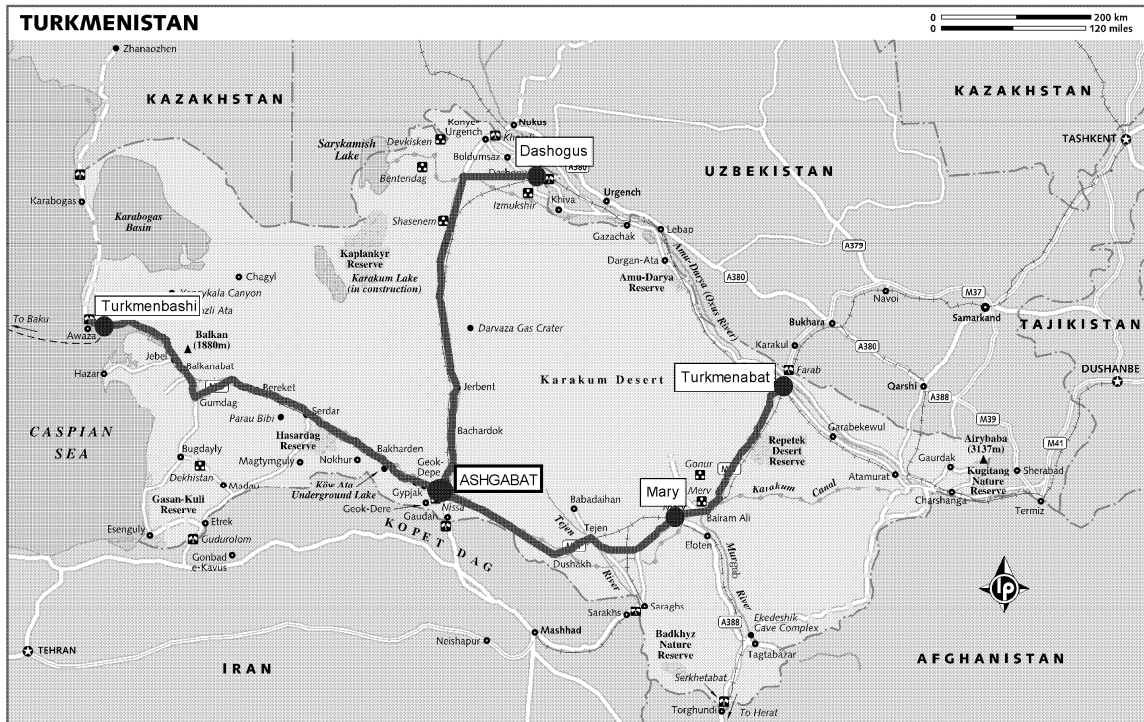 TURKMENISTAN
0 200 km
0 120 miles
Zhanaozhen
KAZAKHSTAN
KAZAKHSTAN
Nukus
Konye-
Urgench
Sarykamish
Lake
Devkisken
Boldumsaz
Dashogus
TASHKENT
Bentendag
A380
UZBEKISTAN
Karabogas
Karabogas
Basin
Izmukshir
Khiva
Urgench
Shasenem
Gazachak
Lebap
A379
Kaplankyr
Reserve
Karakum Lake
(in construction)
Dargan-Ata
Amu-Darya
Reserve
Amu-Darya (Oxus River)
A380
Chagyl
Navoi
M37
Turkmenbashi
To Baku
Awaza
Darvaza Gas Crater
Bukhara
Samarkand
TAJIKISTAN
Balkan
(1880m)
Jebel
Balkanabat
Karakul
A380
Hazar
Karakum Desert
Turkmenabat
Farab
DUSHANBE
Bereket
Jerbent
Qarshi
A388
Gumdag
Parau Bibi
Serdar
M39
CASPIAN
SEA
Hasardag
Reserve
Bachardok
Garabekewul
M41
Bakharden
Repetek
Desert
Reserve
Airybaba
(3137m)
Bugdayly
Magtymguly
Nokhur
Geok-
Depe
ASHGABAT
Gonur
Gaurdak
Sherabad
Dekhistan
Madau
Köw Ata
Underground Lake
Gypjak
Nissa
Atamurat
Kugitang
Nature
Reserve
Gasan-Kuli
Reserve
Geok-Dere
Gaudan
Babadaihan
Mary
Merv
Karakum Canal
Charshanga
Termiz
Etrek
KOPET DAG
Tejen
Tejen
River
Bairam Ali
Esenguly
Gudurolom
Eloten
Gonbad
e-Kavus
Dushakh
Murgab
River
Sarakhs
Saraghs
Ekedeshik
Cave Complex
Mashhad
A388
Neishapur
Badkhyz
Nature
Reserve
Tagtabazar
TEHRAN
IRAN
AFGHANISTAN
Serkhetabat
Torghundi
To Herat
lp